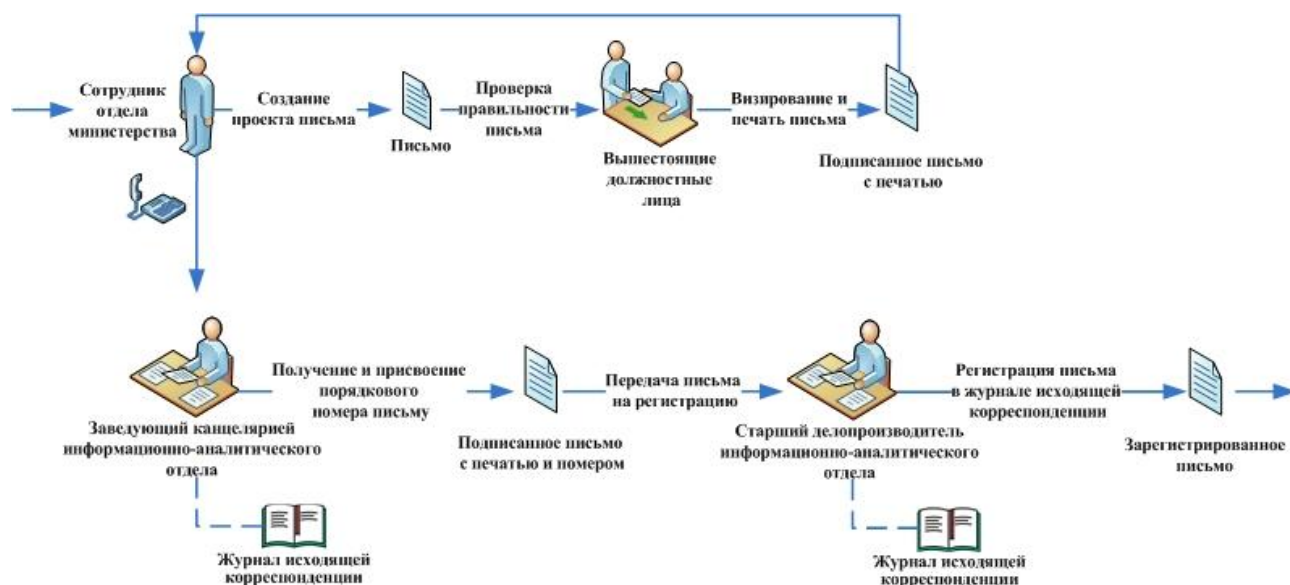 Сотрудник
отдела
министерства
Создание
проекта письма
Письмо
Проверка
правильности
письма
Вышестоящие
должностные
лица
Визирование и
печать письма
Подписанное письмо
с печатью
Заведующий канцелярией
информационно-аналитического
отдела
Получение и присвоение
порядкового
номера письму
Подписанное письмо
с печатью и номером
Передача письма
на регистрацию
Старший делопроизводитель
информационно-аналитического
отдела
Регистрация письма
в журнале исходящей
корреспонденции
Зарегистрированное
письмо
Журнал исходящей
корреспонденции
Журнал исходящей
корреспонденции